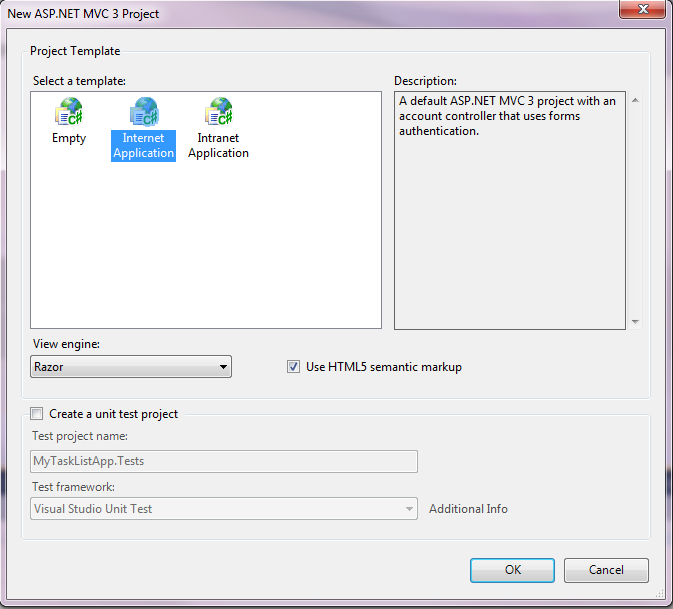 New ASP.NET MVC 3 Project
Project Template
Select a template:
Empty
Internet
Application
Intranet
Application
Description:
A default ASP.NET MVC 3 project with an
account controller that uses forms
authentication.
View engine:
Razor
Use HTML5 semantic markup
Create a unit test project
Test project name:
MyTaskListApp.Tests
Test framework:
Visual Studio Unit Test
Additional Info
OK
Cancel